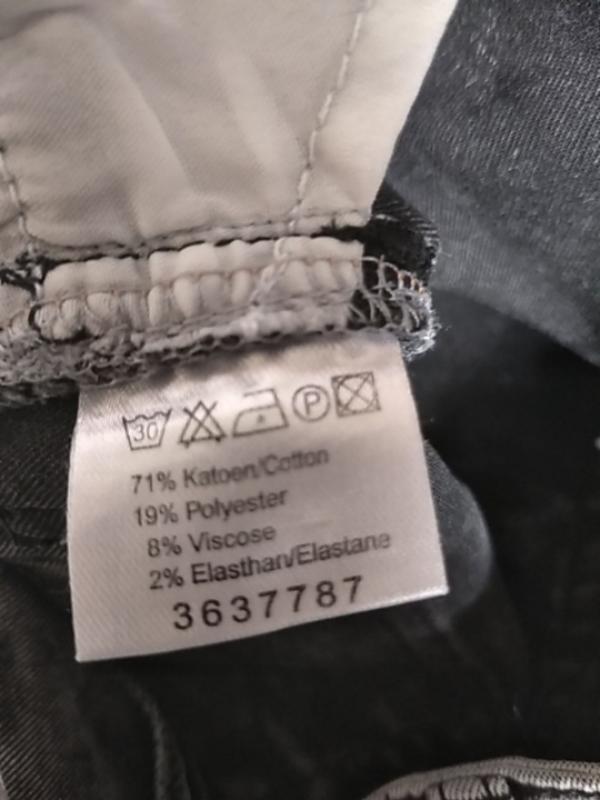 30 P
71% Katoen/Cotton
19% Polyester
8% Viscose
2% Elasthan/Elastane
3637787